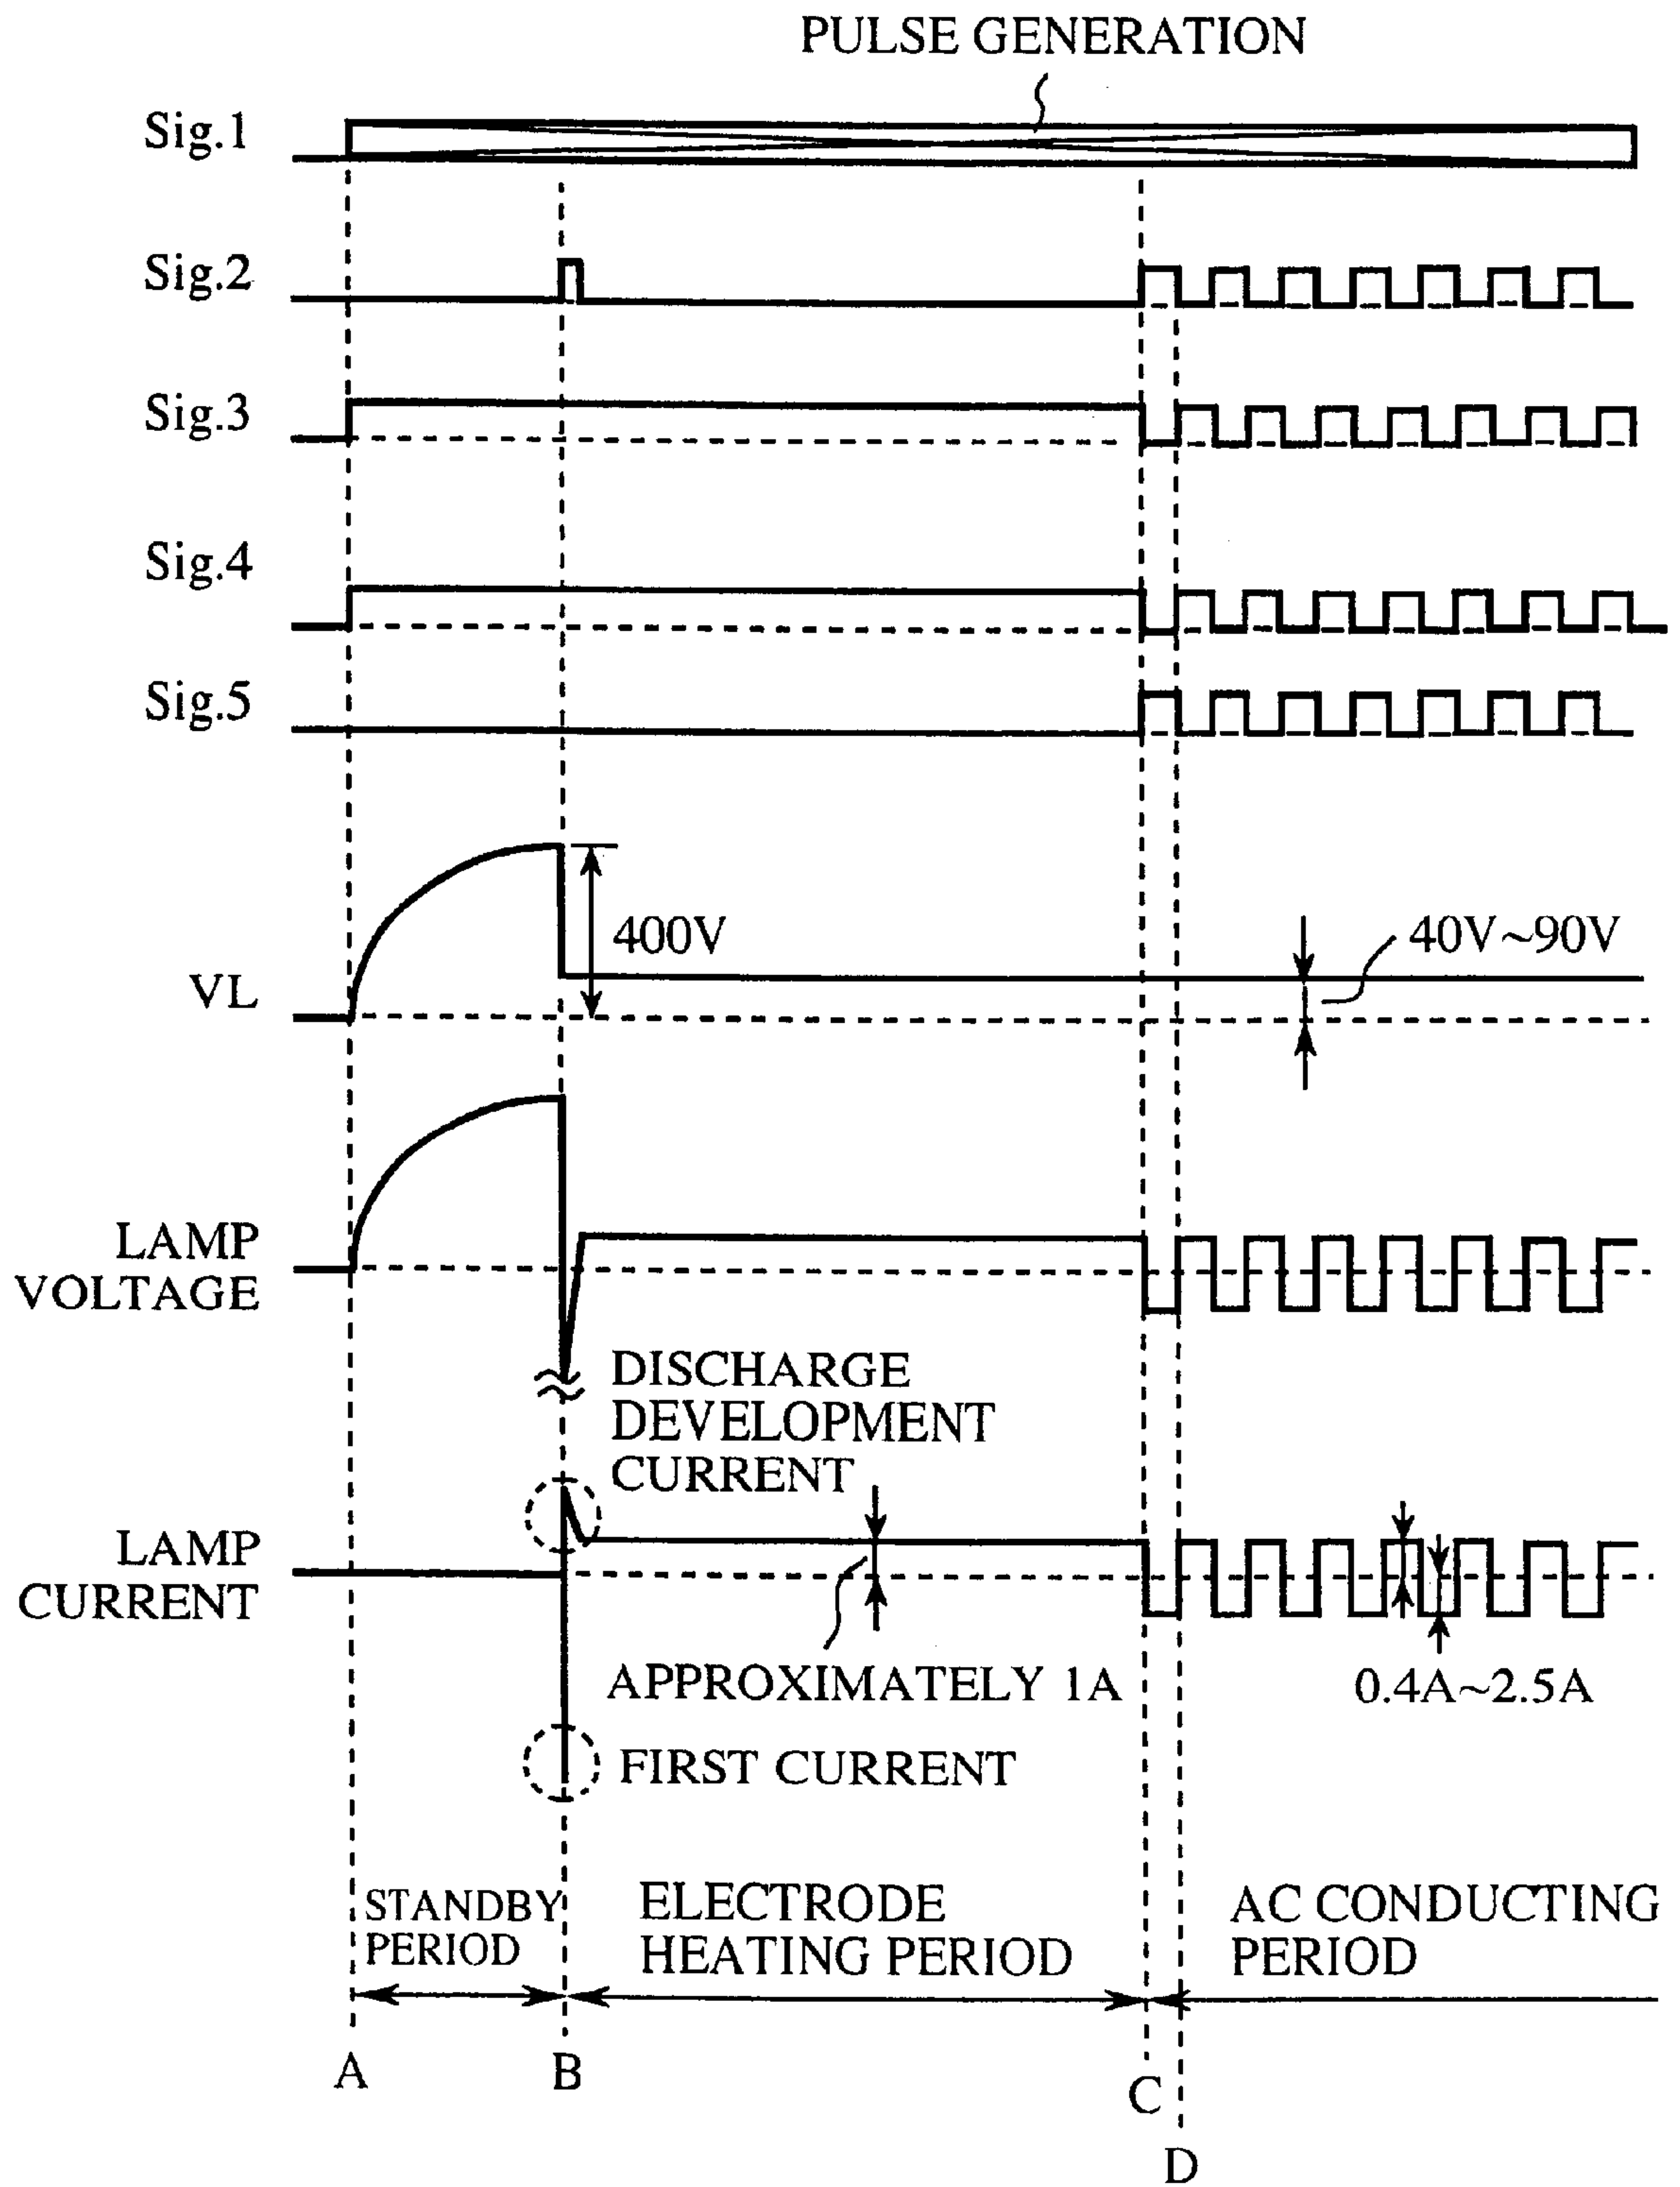 PULSE GENERATION
Sig.1
Sig.2
Sig.3
Sig.4
Sig.5
400V
40V~90V
VL
LAMP
VOLTAGE
DISCHARGE
DEVELOPMENT
CURRENT
LAMP
CURRENT
APPROXIMATELY 1A
0.4A~2.5A
FIRST CURRENT
STANDBY
PERIOD
ELECTRODE
HEATING PERIOD
AC CONDUCTING
PERIOD
A
B
C
D